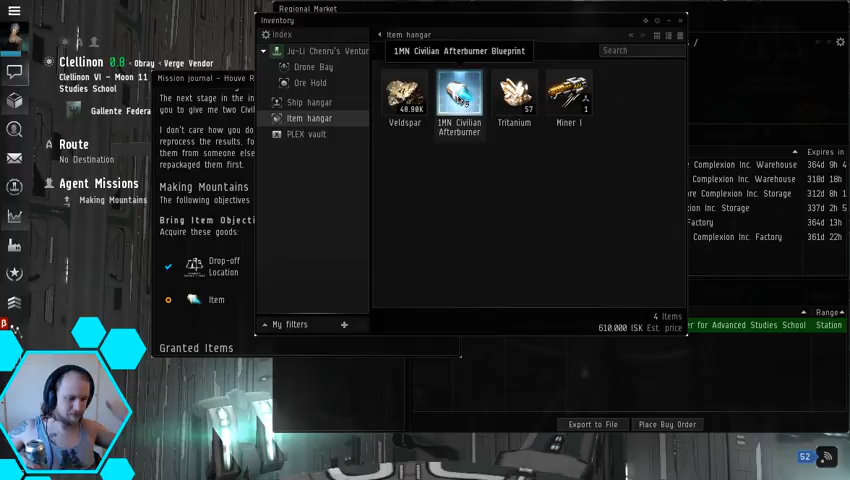 Regional Market
Inventory
Index
Item hangar
1MN Civilian Afterburner Blueprint
Search
Ju-Li Chenru's Ventur
Drone Bay
Ore Hold
Ship hangar
Item hangar
PLEX vault
My filters
40.90K
57
1
Veldspar
1MN Civilian
Afterburner
Tritanium
Miner I
4 Items
610,000 ISK Est. price
Clellinon 0.8
Obray
Verge Vendor
Clellinon VI - Moon 11
Studies School
Gallente Federa
Route
No Destination
Agent Missions
Making Mountains
Mission journal - Houve R
The next stage in the in
you to give me two Civil
I don't care how you do
reprocess the results, fo
them from someone else
repackaged them first.
Making Mountains
The following objectives
Bring Item Objecti
Acquire these goods:
Drop-off
Location
Item
Granted Items
Expires in
Complexion Inc. Warehouse
364d 9h 4
Complexion Inc. Warehouse
318d 18h
re Complexion Inc. Storage
312d 8h 1
nc. Storage
337d 2h 5
Factory
364d 13h
Complexion Inc. Factory
361d 22h
Range
er for Advanced Studies School
Station
Export to File
Place Buy Order
52
β